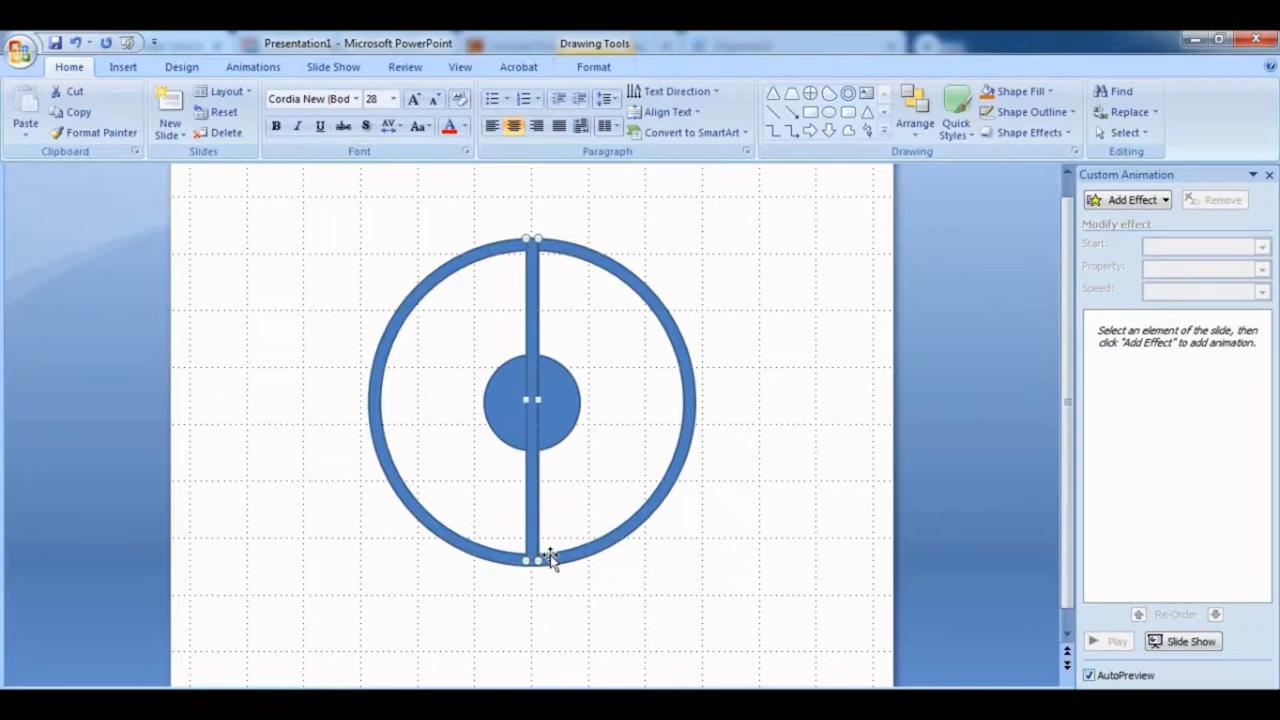 Presentation1 - Microsoft PowerPoint
Drawing Tools
Home Insert Design Animations Slide Show Review View Acrobat Format
Paste
Cut
Copy
Format Painter
Clipboard
New
Slide
Layout
Reset
Delete
Slides
Cordia New (Bod 28 A A
B I U abc S AV Aa A
Font
Text Direction
Align Text
Convert to SmartArt
Paragraph
Arrange
Quick
Styles
Shape Fill
Shape Outline
Shape Effects
Drawing
Find
Replace
Select
Editing
Custom Animation
Add Effect
Remove
Modify effect
Start:
Property:
Speed:
Select an element of the slide, then
click "Add Effect" to add animation.
Re-Order
Play
Slide Show
AutoPreview